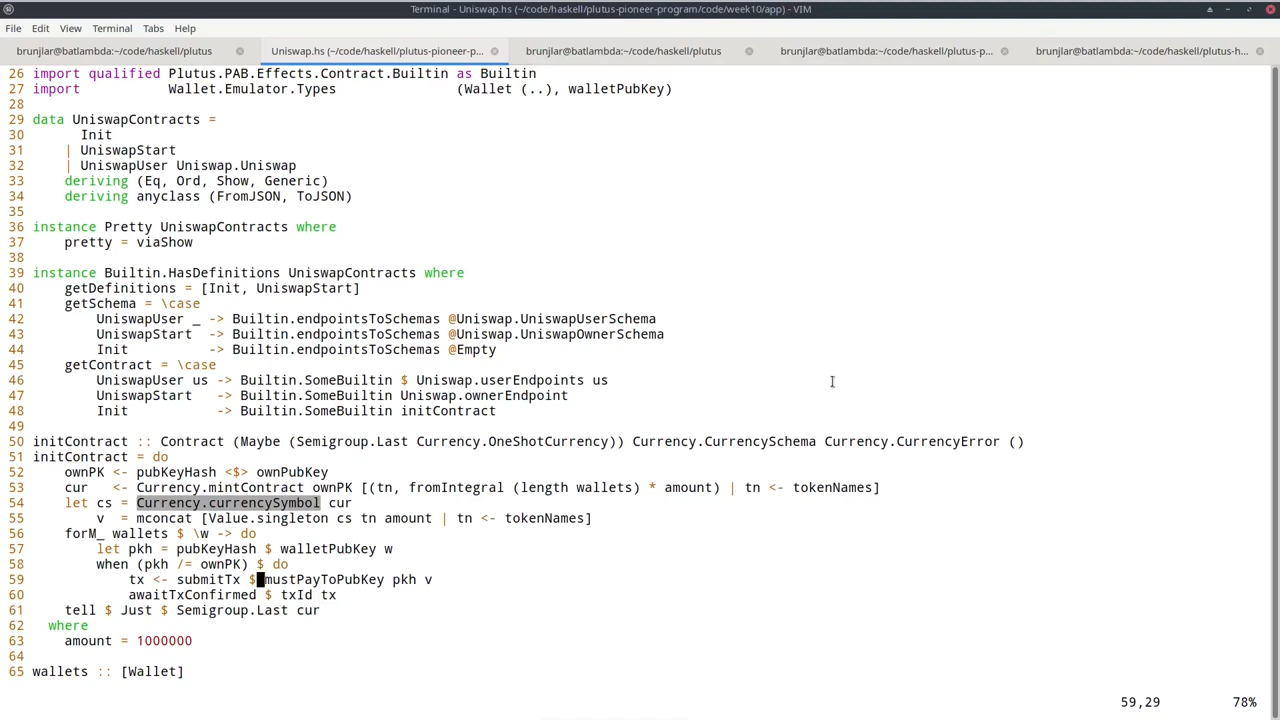 Terminal - Uniswap.hs (~/code/haskell/plutus-pioneer-program/code/week10/app) - VIM
File Edit View Terminal Tabs Help
brunjlar@batlambda:~/code/haskell/plutus Uniswap.hs (~/code/haskell/plutus-pioneer-p... brunjlar@batlambda:~/code/haskell/plutus brunjlar@batlambda:~/code/haskell/plutus-p... brunjlar@batlambda:~/code/haskell/plutus-h...
26 import qualified Plutus.PAB.Effects.Contract.Builtin as Builtin
27 import           Wallet.Emulator.Types               (Wallet (..), walletPubKey)
28
29 data UniswapContracts =
30       Init
31     | UniswapStart
32     | UniswapUser Uniswap.Uniswap
33     deriving (Eq, Ord, Show, Generic)
34     deriving anyclass (FromJSON, ToJSON)
35
36 instance Pretty UniswapContracts where
37     pretty = viaShow
38
39 instance Builtin.HasDefinitions UniswapContracts where
40     getDefinitions = [Init, UniswapStart]
41     getSchema = \case
42         UniswapUser _ -> Builtin.endpointsToSchemas @Uniswap.UniswapUserSchema
43         UniswapStart  -> Builtin.endpointsToSchemas @Uniswap.UniswapOwnerSchema
44         Init          -> Builtin.endpointsToSchemas @Empty
45     getContract = \case
46         UniswapUser us -> Builtin.SomeBuiltin $ Uniswap.userEndpoints us
47         UniswapStart   -> Builtin.SomeBuiltin Uniswap.ownerEndpoint
48         Init           -> Builtin.SomeBuiltin initContract
49
50 initContract :: Contract (Maybe (Semigroup.Last Currency.OneShotCurrency)) Currency.CurrencySchema Currency.CurrencyError ()
51 initContract = do
52     ownPK <- pubKeyHash <$> ownPubKey
53     cur   <- Currency.mintContract ownPK [(tn, fromIntegral (length wallets) * amount) | tn <- tokenNames]
54     let cs = Currency.currencySymbol cur
55         v  = mconcat [Value.singleton cs tn amount | tn <- tokenNames]
56     forM_ wallets $ \w -> do
57         let pkh = pubKeyHash $ walletPubKey w
58         when (pkh /= ownPK) $ do
59             tx <- submitTx $ mustPayToPubKey pkh v
60             awaitTxConfirmed $ txId tx
61     tell $ Just $ Semigroup.Last cur
62   where
63     amount = 1000000
64
65 wallets :: [Wallet]
59,29 78%